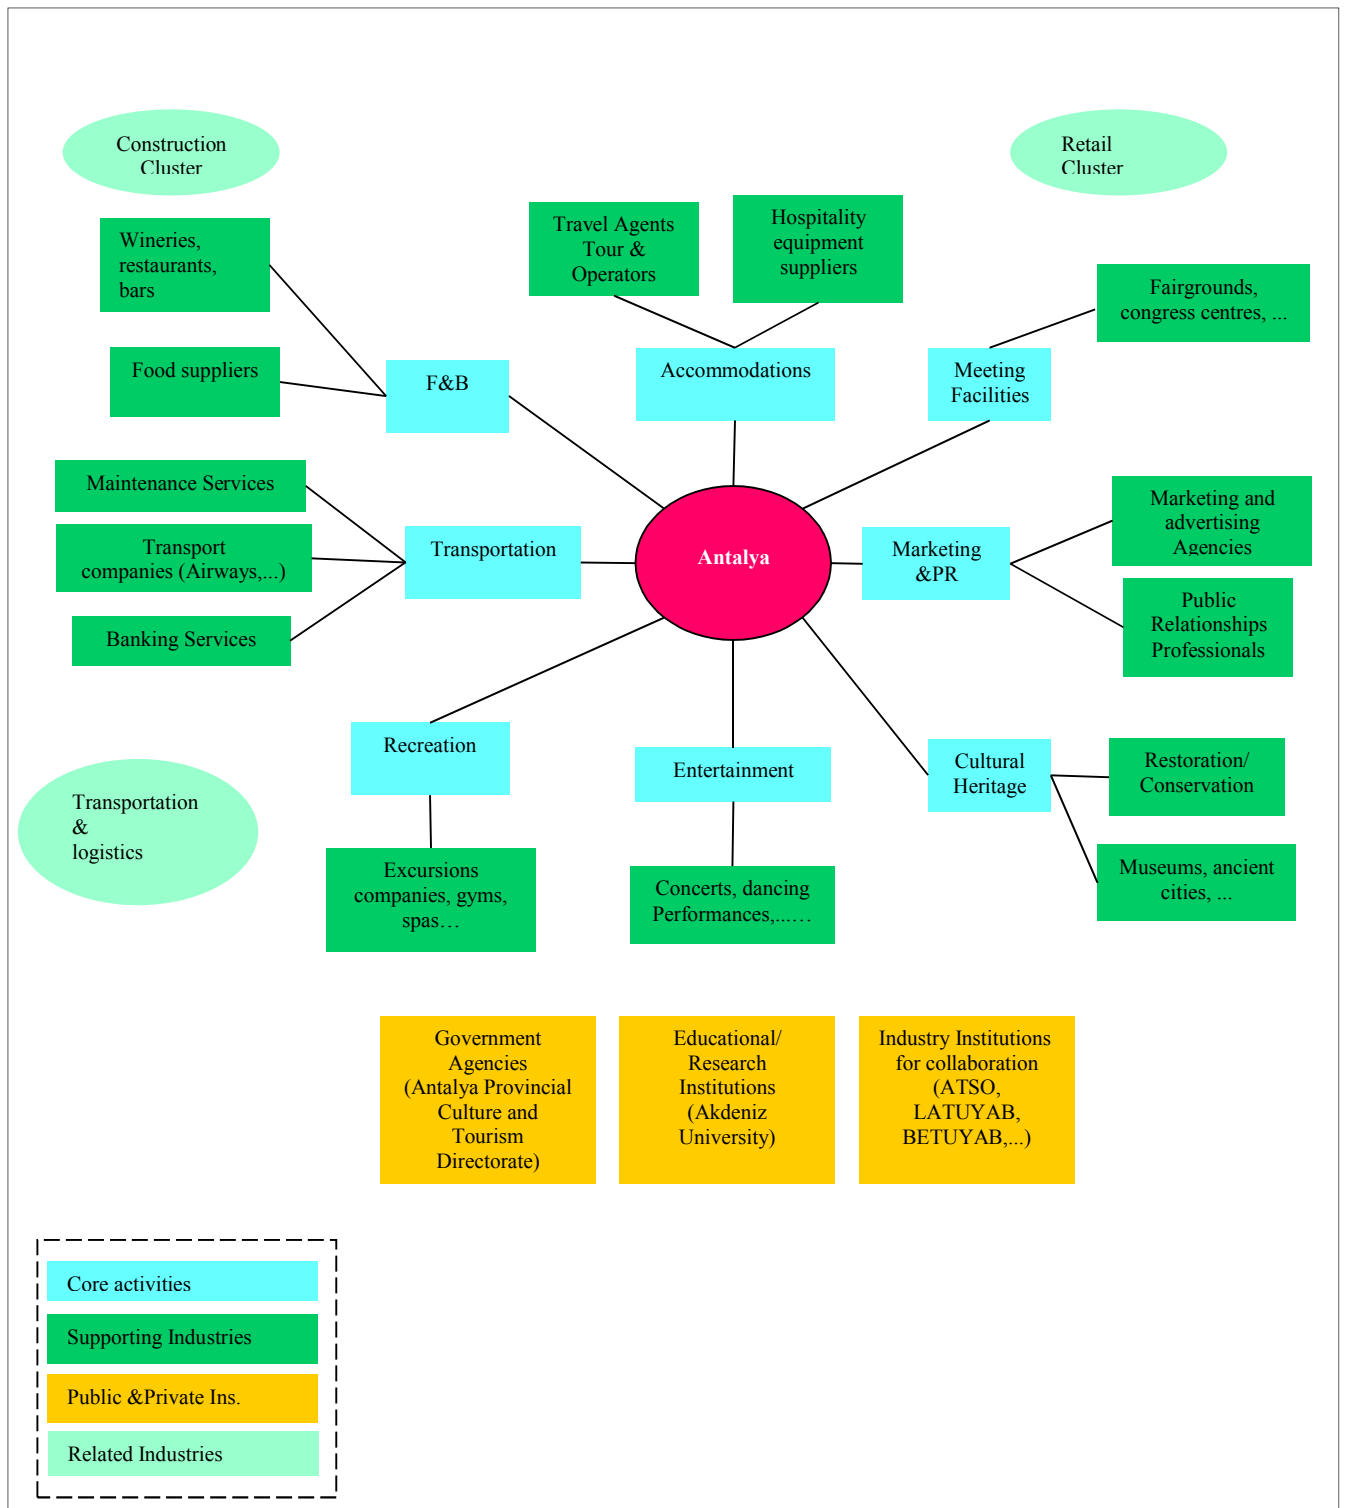 Construction
Cluster
Retail
Cluster
Wineries,
restaurants,
bars
Travel Agents
Tour &
Operators
Hospitality
equipment
suppliers
Fairgrounds,
congress centres, ...
Food suppliers
F&B
Accommodations
Meeting
Facilities
Maintenance Services
Transport
companies (Airways,...)
Banking Services
Transportation
Antalya
Marketing
&PR
Marketing and
advertising
Agencies
Public
Relationships
Professionals
Recreation
Entertainment
Cultural
Heritage
Restoration/
Conservation
Transportation
&
logistics
Excursions
companies, gyms,
spas…
Concerts, dancing
Performances,...…
Museums, ancient
cities, ...
Government
Agencies
(Antalya Provincial
Culture and
Tourism
Directorate)
Educational/
Research
Institutions
(Akdeniz
University)
Industry Institutions
for collaboration
(ATSO,
LATUYAB,
BETUYAB,...)
Core activities
Supporting Industries
Public &Private Ins.
Related Industries